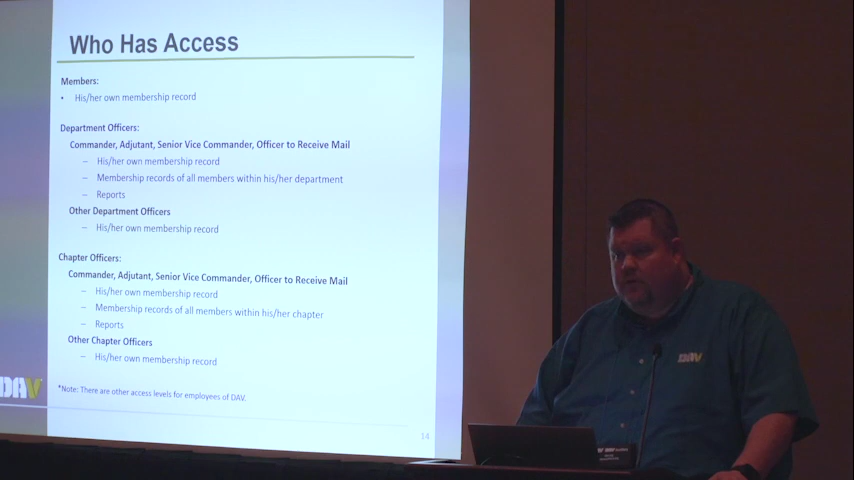 Who Has Access
Members:
• His/her own membership record
Department Officers:
Commander, Adjutant, Senior Vice Commander, Officer to Receive Mail
– His/her own membership record
– Membership records of all members within his/her department
– Reports
Other Department Officers
– His/her own membership record
Chapter Officers:
Commander, Adjutant, Senior Vice Commander, Officer to Receive Mail
– His/her own membership record
– Membership records of all members within his/her chapter
– Reports
Other Chapter Officers
– His/her own membership record
*Note: There are other access levels for employees of DAV.
DAV
14
DAV